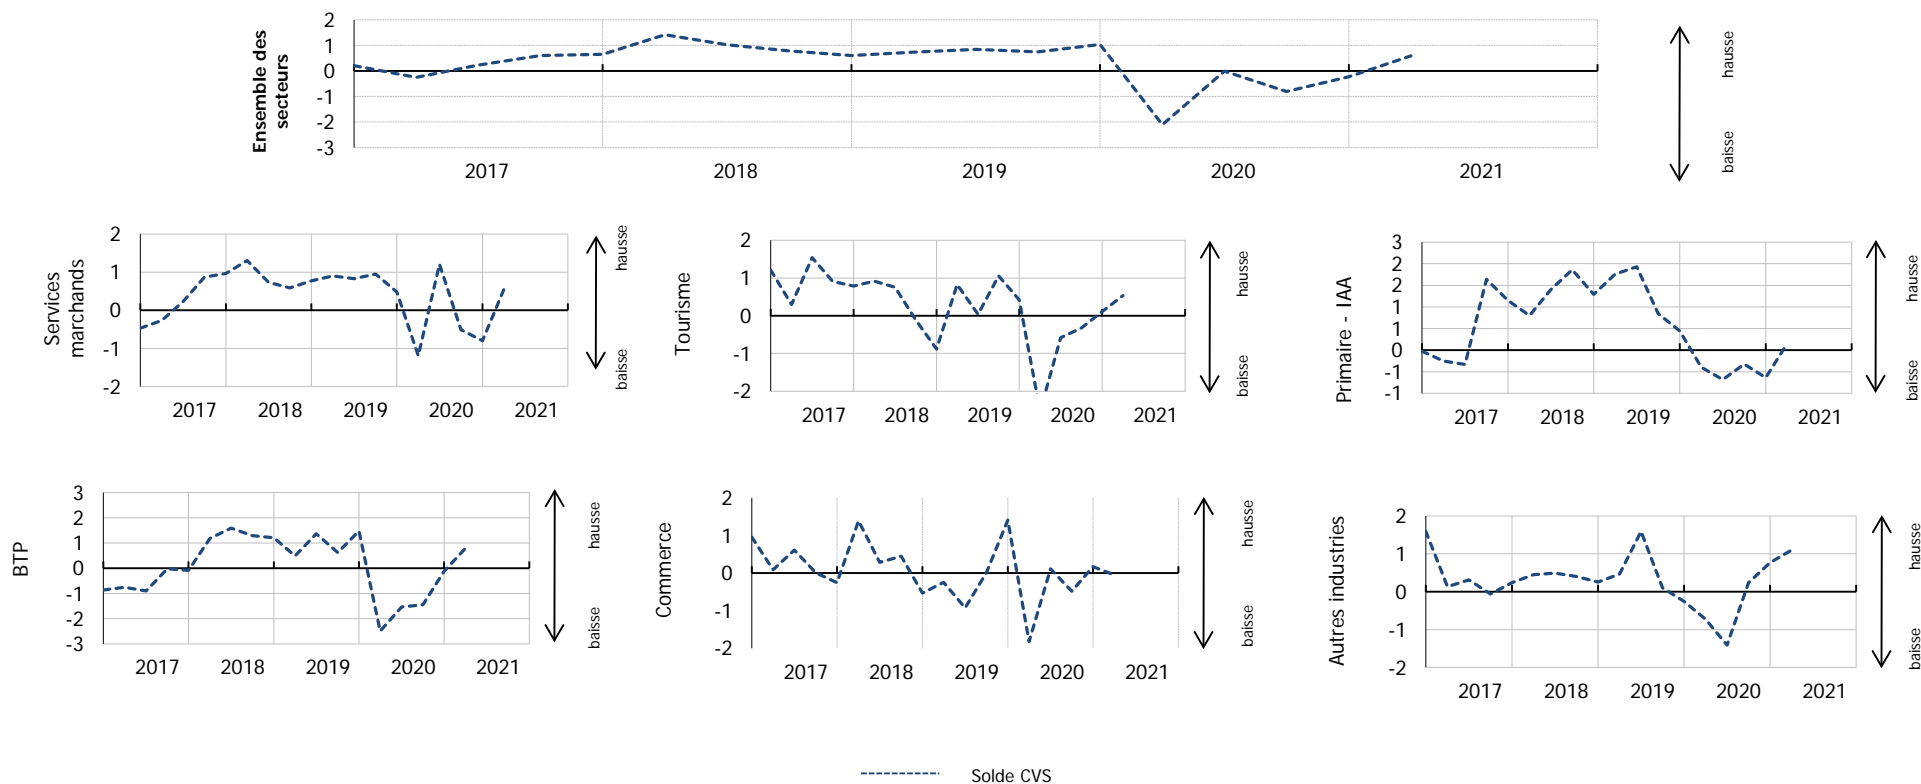 Ensemble des
secteurs
2
1
0
-1
-2
-3
2017 2018 2019 2020 2021
hausse
baisse
Services
marchands
2
1
0
-1
-2
2017 2018 2019 2020 2021
hausse
baisse
Tourisme
2
1
0
-1
-2
2017 2018 2019 2020 2021
hausse
baisse
Primaire - IAA
3
2
2
1
1
0
-1
-1
2017 2018 2019 2020 2021
hausse
baisse
BTP
3
2
1
0
-1
-2
-3
2017 2018 2019 2020 2021
hausse
baisse
Commerce
2
1
0
-1
-2
2017 2018 2019 2020 2021
hausse
baisse
Autres industries
2
1
0
-1
-2
2017 2018 2019 2020 2021
hausse
baisse
Solde CVS